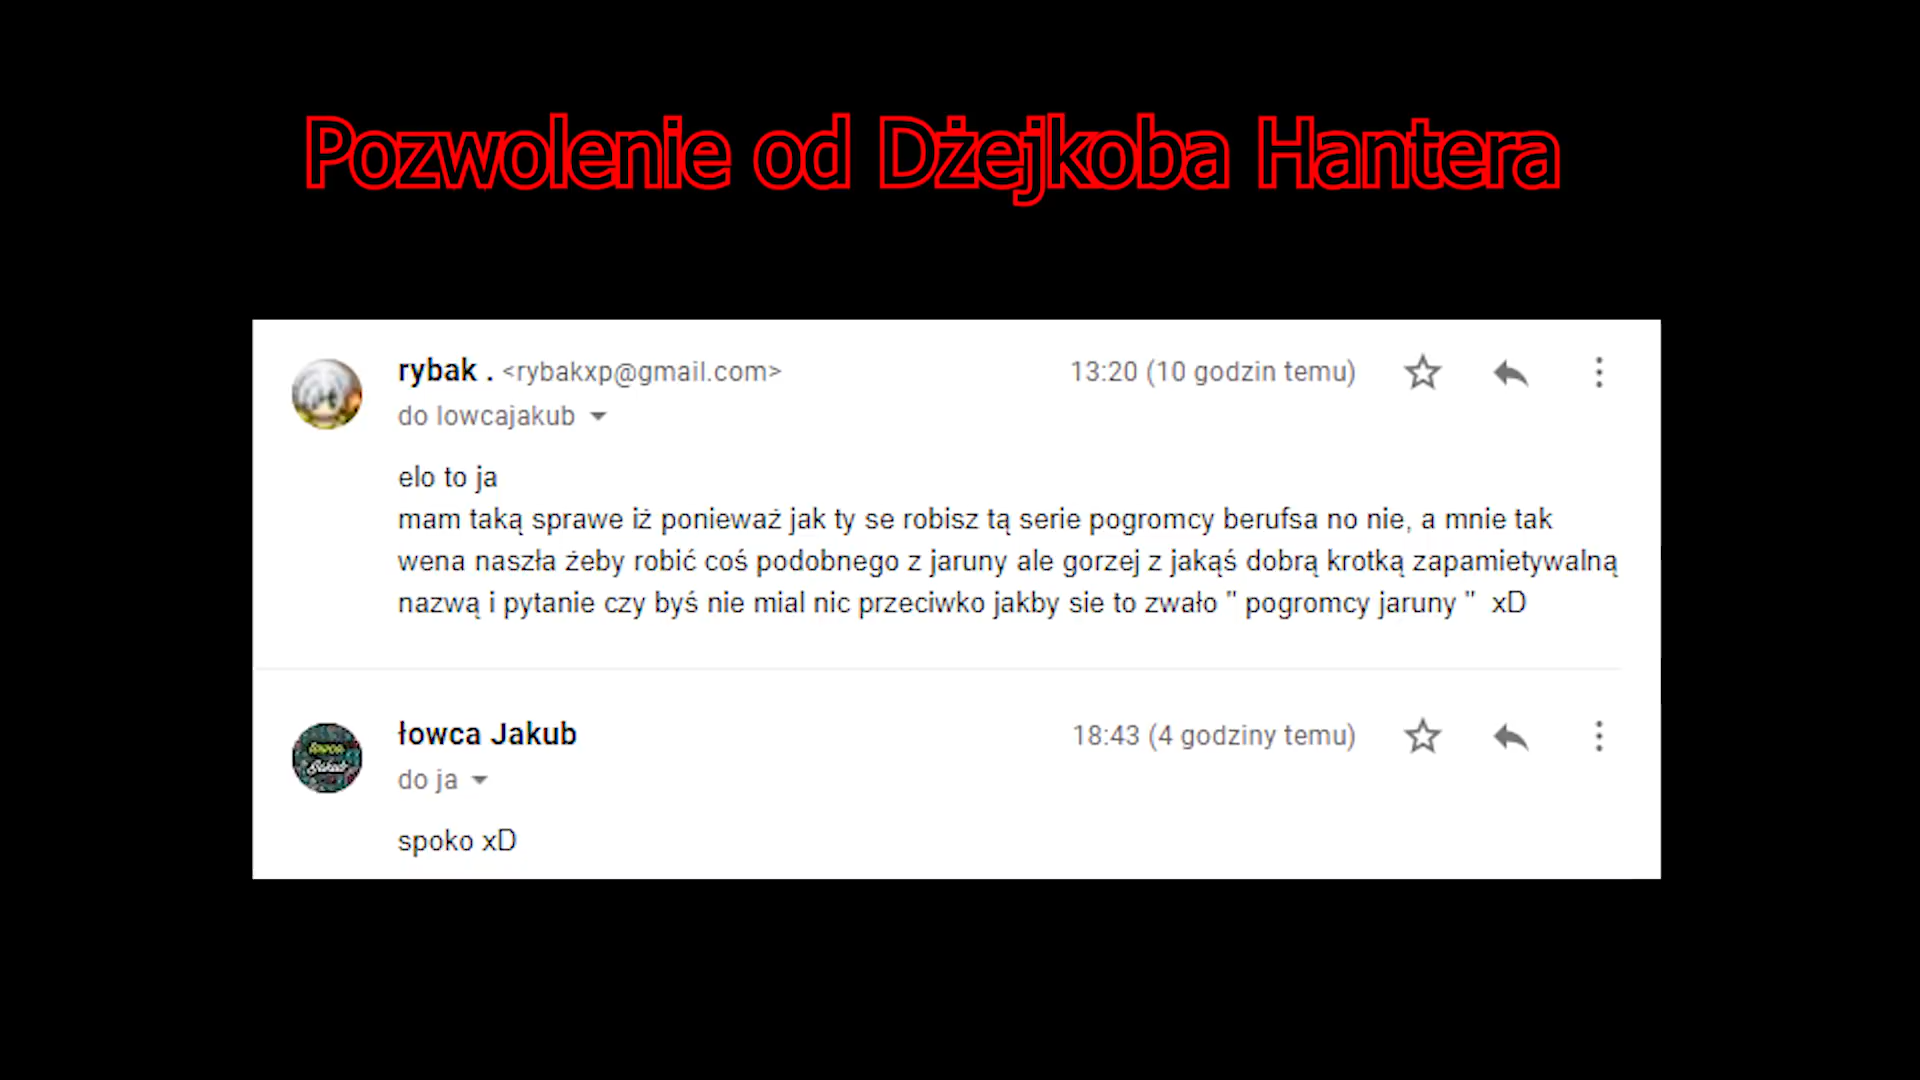 Pozwolenie od Dżejkoba Hantera
rybak . <rybakxp@gmail.com> 13:20 (10 godzin temu)
do lowcajakub
elo to ja
mam taką sprawe iż ponieważ jak ty se robisz tą serie pogromcy berufsa no nie, a mnie tak
wena naszła żeby robić coś podobnego z jaruny ale gorzej z jakąś dobrą krotką zapamietywalną
nazwą i pytanie czy byś nie mial nic przeciwko jakby sie to zwało " pogromcy jaruny "  xD
łowca Jakub 18:43 (4 godziny temu)
do ja
spoko xD